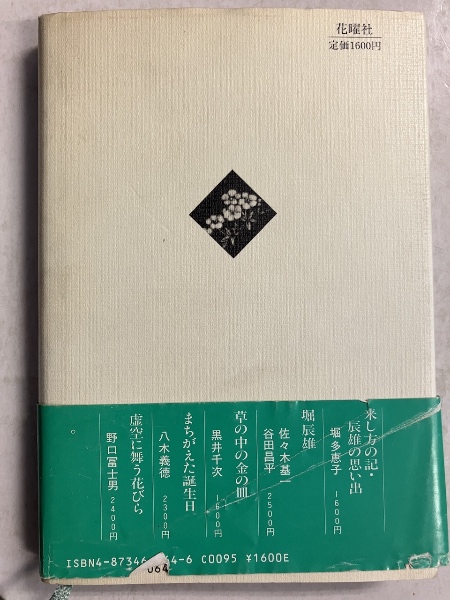 花曜社
定価1600円
来し方の記・
辰雄の思い出
堀多恵子 1600円
堀辰雄
佐々木基一
谷田昌平 2500円
草の中の金の皿
黒井千次 1600円
まちがえた誕生日
八木義徳 2300円
虚空に舞う花びら
野口冨士男 2400円
ISBN4-87346-064-6 C0095 ¥1600E